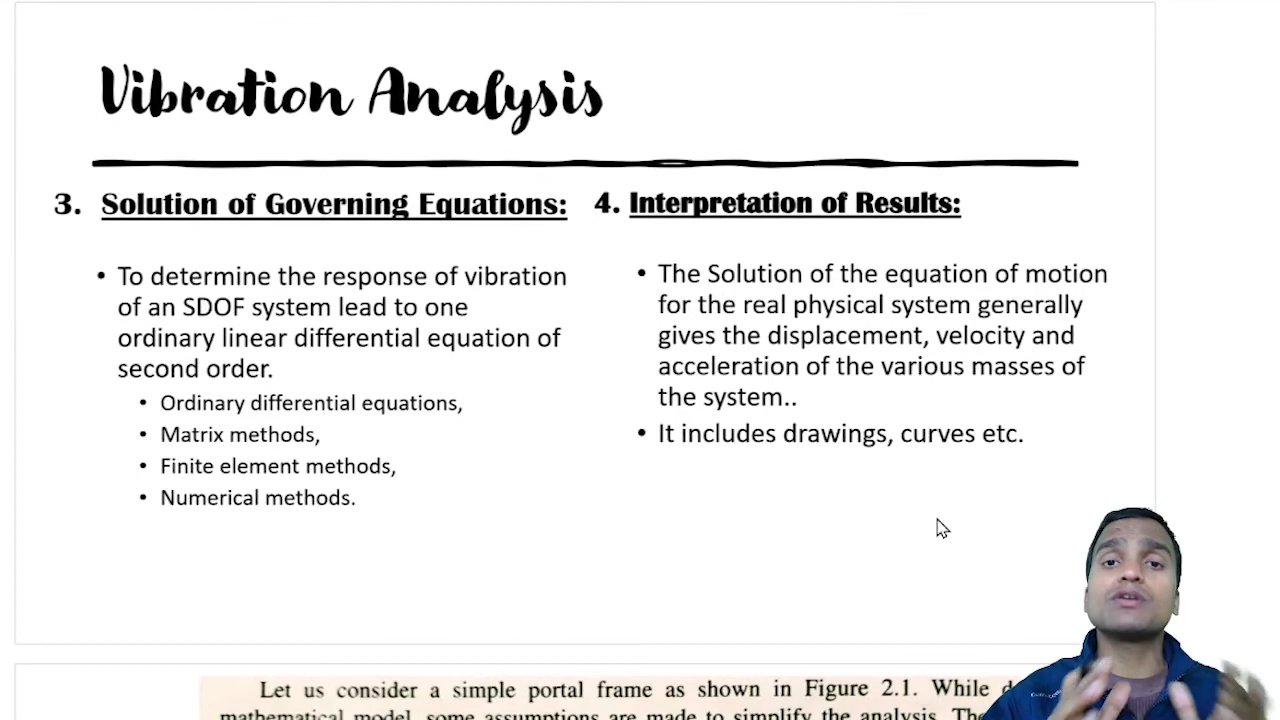 Vibration Analysis
3. Solution of Governing Equations:
• To determine the response of vibration
of an SDOF system lead to one
ordinary linear differential equation of
second order.
• Ordinary differential equations,
• Matrix methods,
• Finite element methods,
• Numerical methods.
4. Interpretation of Results:
• The Solution of the equation of motion
for the real physical system generally
gives the displacement, velocity and
acceleration of the various masses of
the system..
• It includes drawings, curves etc.
Let us consider a simple portal frame as shown in Figure 2.1. While
mathematical model, some assumptions are made to simplify the analysis.